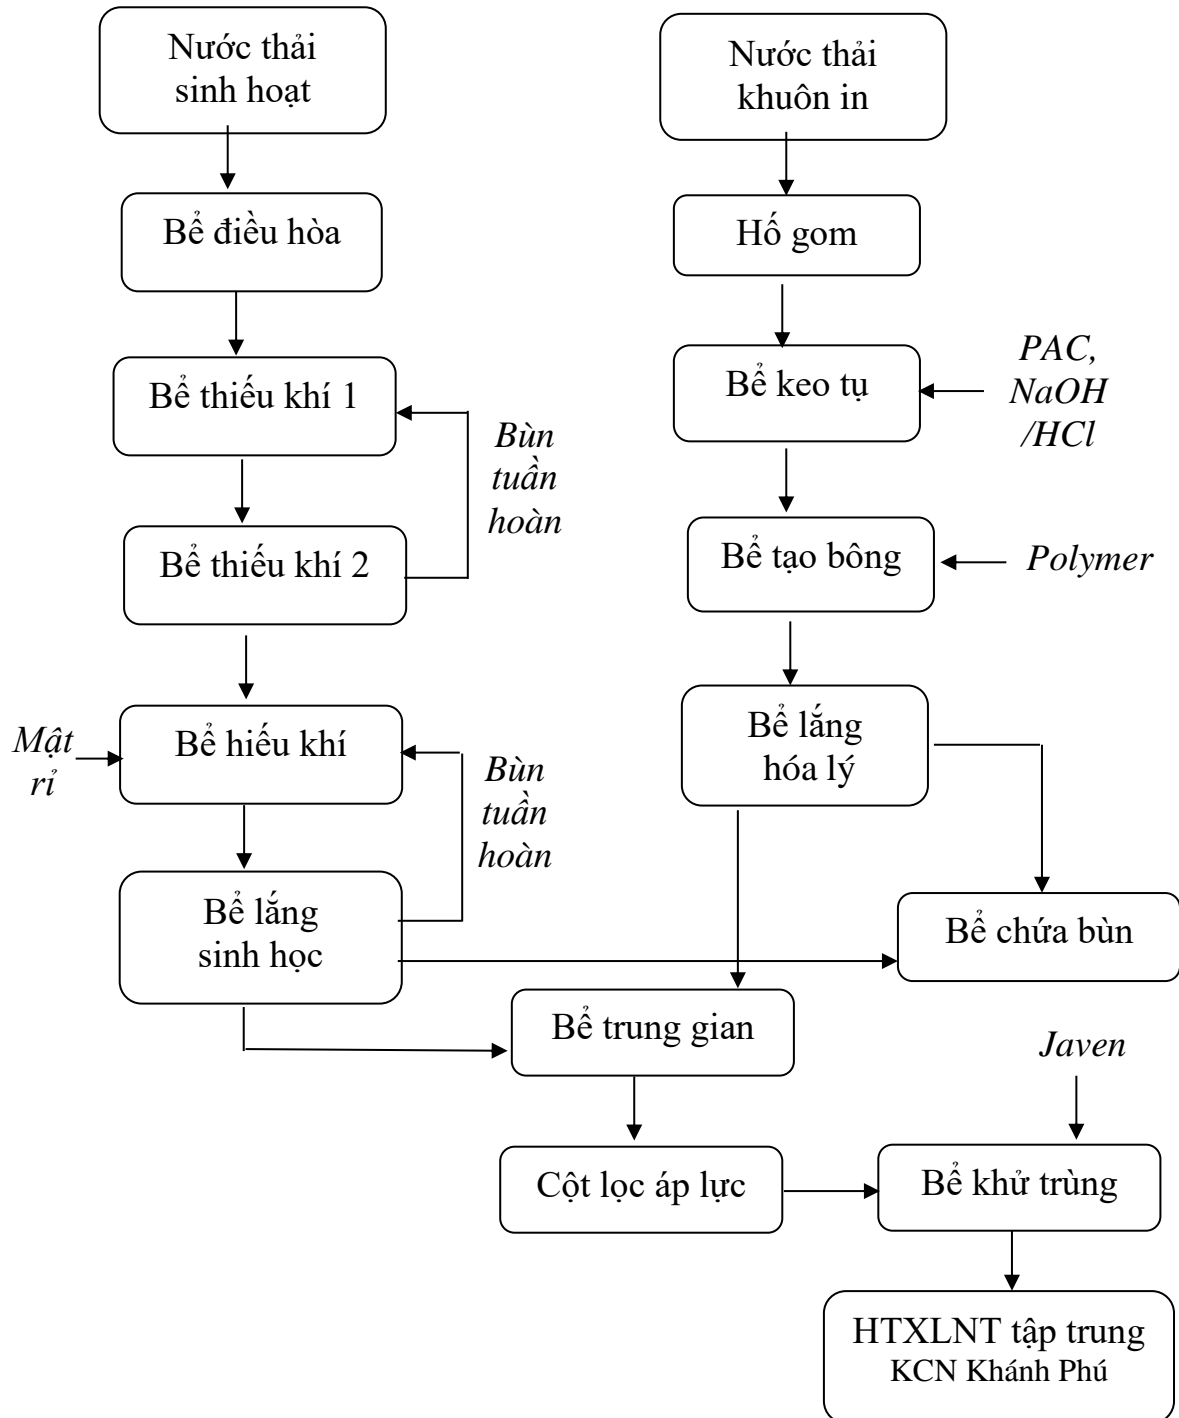 Nước thải
sinh hoạt
Nước thải
khuôn in
Bể điều hòa
Hố gom
Bể thiếu khí 1
Bể keo tụ
PAC,
NaOH
/HCl
Bùn
tuần
hoàn
Bể thiếu khí 2
Bể tạo bông
Polymer
Mật
rỉ
Bể hiếu khí
Bùn
tuần
hoàn
Bể lắng
hóa lý
Bể lắng
sinh học
Bể chứa bùn
Bể trung gian
Javen
Cột lọc áp lực
Bể khử trùng
HTXLNT tập trung
KCN Khánh Phú